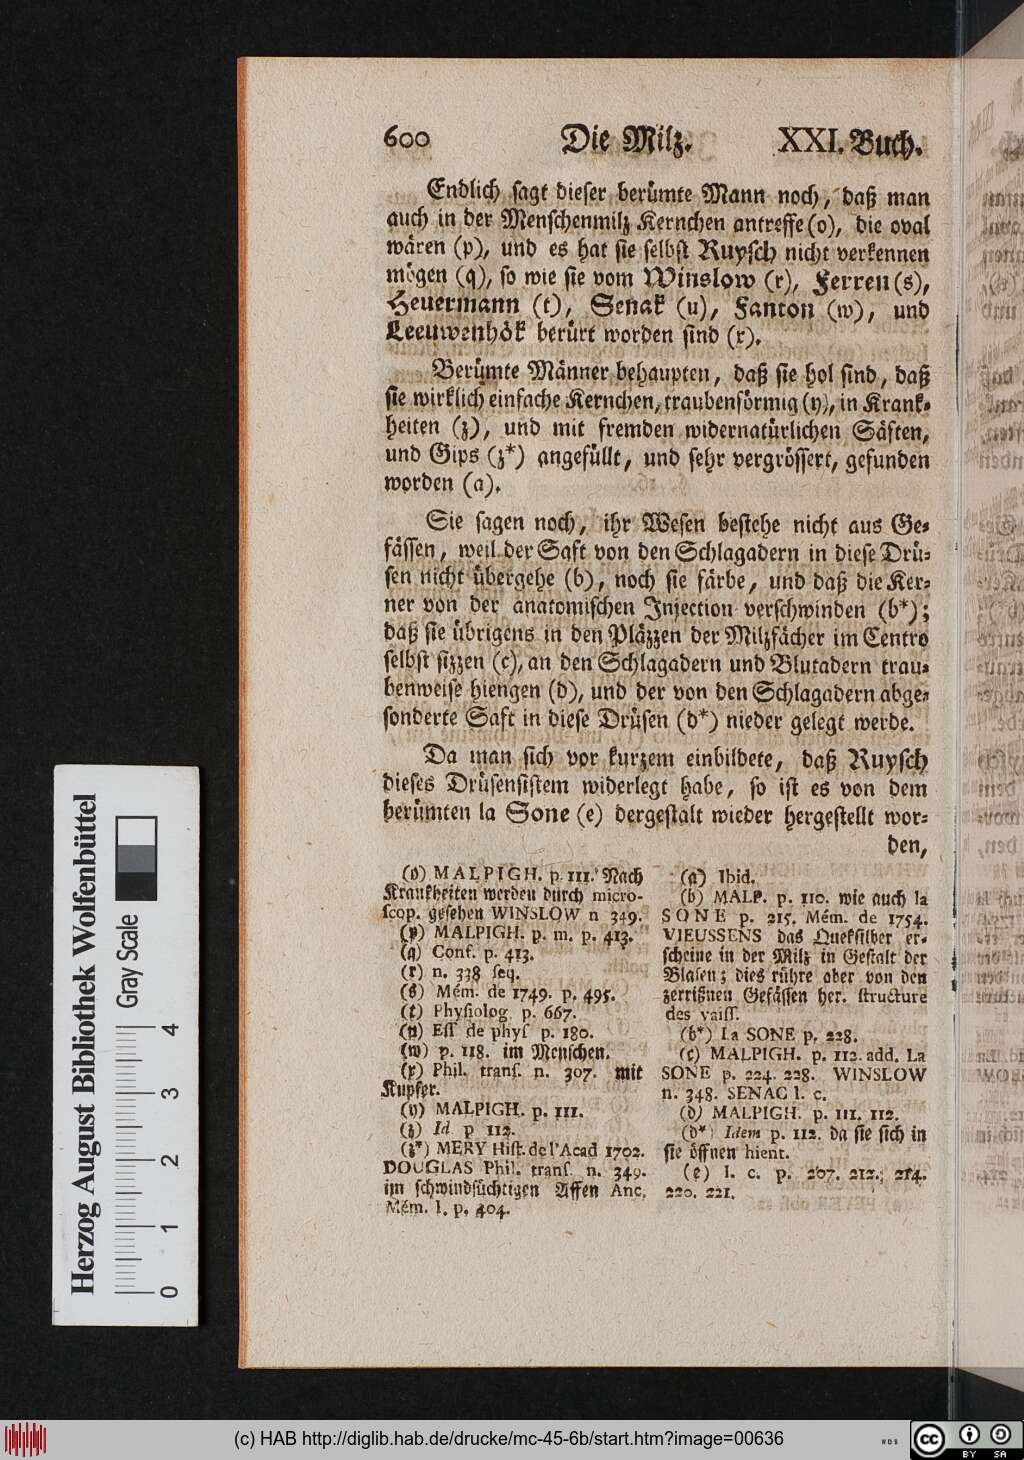 600 Die Milz. XXI. Buch.
Endlich sagt dieser berümte Mann noch, daß man
auch in der Menschenmilz Kernchen antreffe (o), die oval
wären (p), und es hat sie selbst Ruysch nicht verkennen
mögen (q), so wie sie vom Winslow (r), Ferren (s),
Heuermann (t), Senak (u), Fanton (w), und
Leeuwenhök berürt worden sind (x).
Berümte Männer behaupten, daß sie hol sind, daß
sie wirklich einfache Kernchen, traubenförmig (y), in Krank-
heiten (z), und mit fremden widernatürlichen Säften,
und Gips (z*) angefüllt, und sehr vergrössert, gefunden
worden (a).
Sie sagen noch, ihr Wesen bestehe nicht aus Ge-
fässen, weil der Saft von den Schlagadern in diese Drü-
sen nicht übergehe (b), noch sie färbe, und daß die Ker-
ner von der anatomischen Injection verschwinden (b*);
daß sie übrigens in den Pläzzen der Milzfächer im Centro
selbst sizzen (c), an den Schlagadern und Blutadern trau-
benweise hiengen (d), und der von den Schlagadern abge-
sonderte Saft in diese Drüsen (d*) nieder gelegt werde.
Da man sich vor kurzem einbildete, daß Ruysch
dieses Drüsensistem widerlegt habe, so ist es von dem
berümten la Sone (e) dergestalt wieder hergestellt wor-
den,
(o) MALPIGH. p. 111. Nach
Krankheiten werden durch micro-
scop. gesehen WINSLOW n 349.
(p) MALPIGH. p. m. p. 413.
(q) Conf. p. 413.
(r) n. 338 seq.
(s) Mém. de 1749. p. 495.
(t) Physiolog p. 667.
(u) Ess de phys p. 180.
(w) p. 118. im Menschen.
(x) Phil. trans. n. 307. mit
Kupfer.
(y) MALPIGH. p. 111.
(z) Id p 112.
(z*) MERY Hist. de l'Acad 1702.
DOUGLAS Phil. trans. n. 349.
im schwindsüchtigen Affen Anc.
Mém. l. p. 404.
(a) Ibid.
(b) MALP. p. 110. wie auch la
SONE p. 215. Mém. de 1754.
VIEUSSENS das Queksilber er-
scheine in der Milz in Gestalt der
Blasen; dies rühre aber von den
zerrißnen Gefässen her. structure
des vaiss.
(b*) La SONE p. 228.
(c) MALPIGH. p. 112. add. La
SONE p. 224. 228. WINSLOW
n. 348. SENAC l. c.
(d) MALPIGH. p. 111. 112.
(d*) Idem p. 112. da sie sich in
sie öffnen hient.
(e) l. c. p. 207. 212. 214.
220. 221.
Herzog August Bibliothek Wolfenbüttel
Gray Scale
0 1 2 3 4
(c) HAB http://diglib.hab.de/drucke/mc-45-6b/start.htm?image=00636
cc BY SA